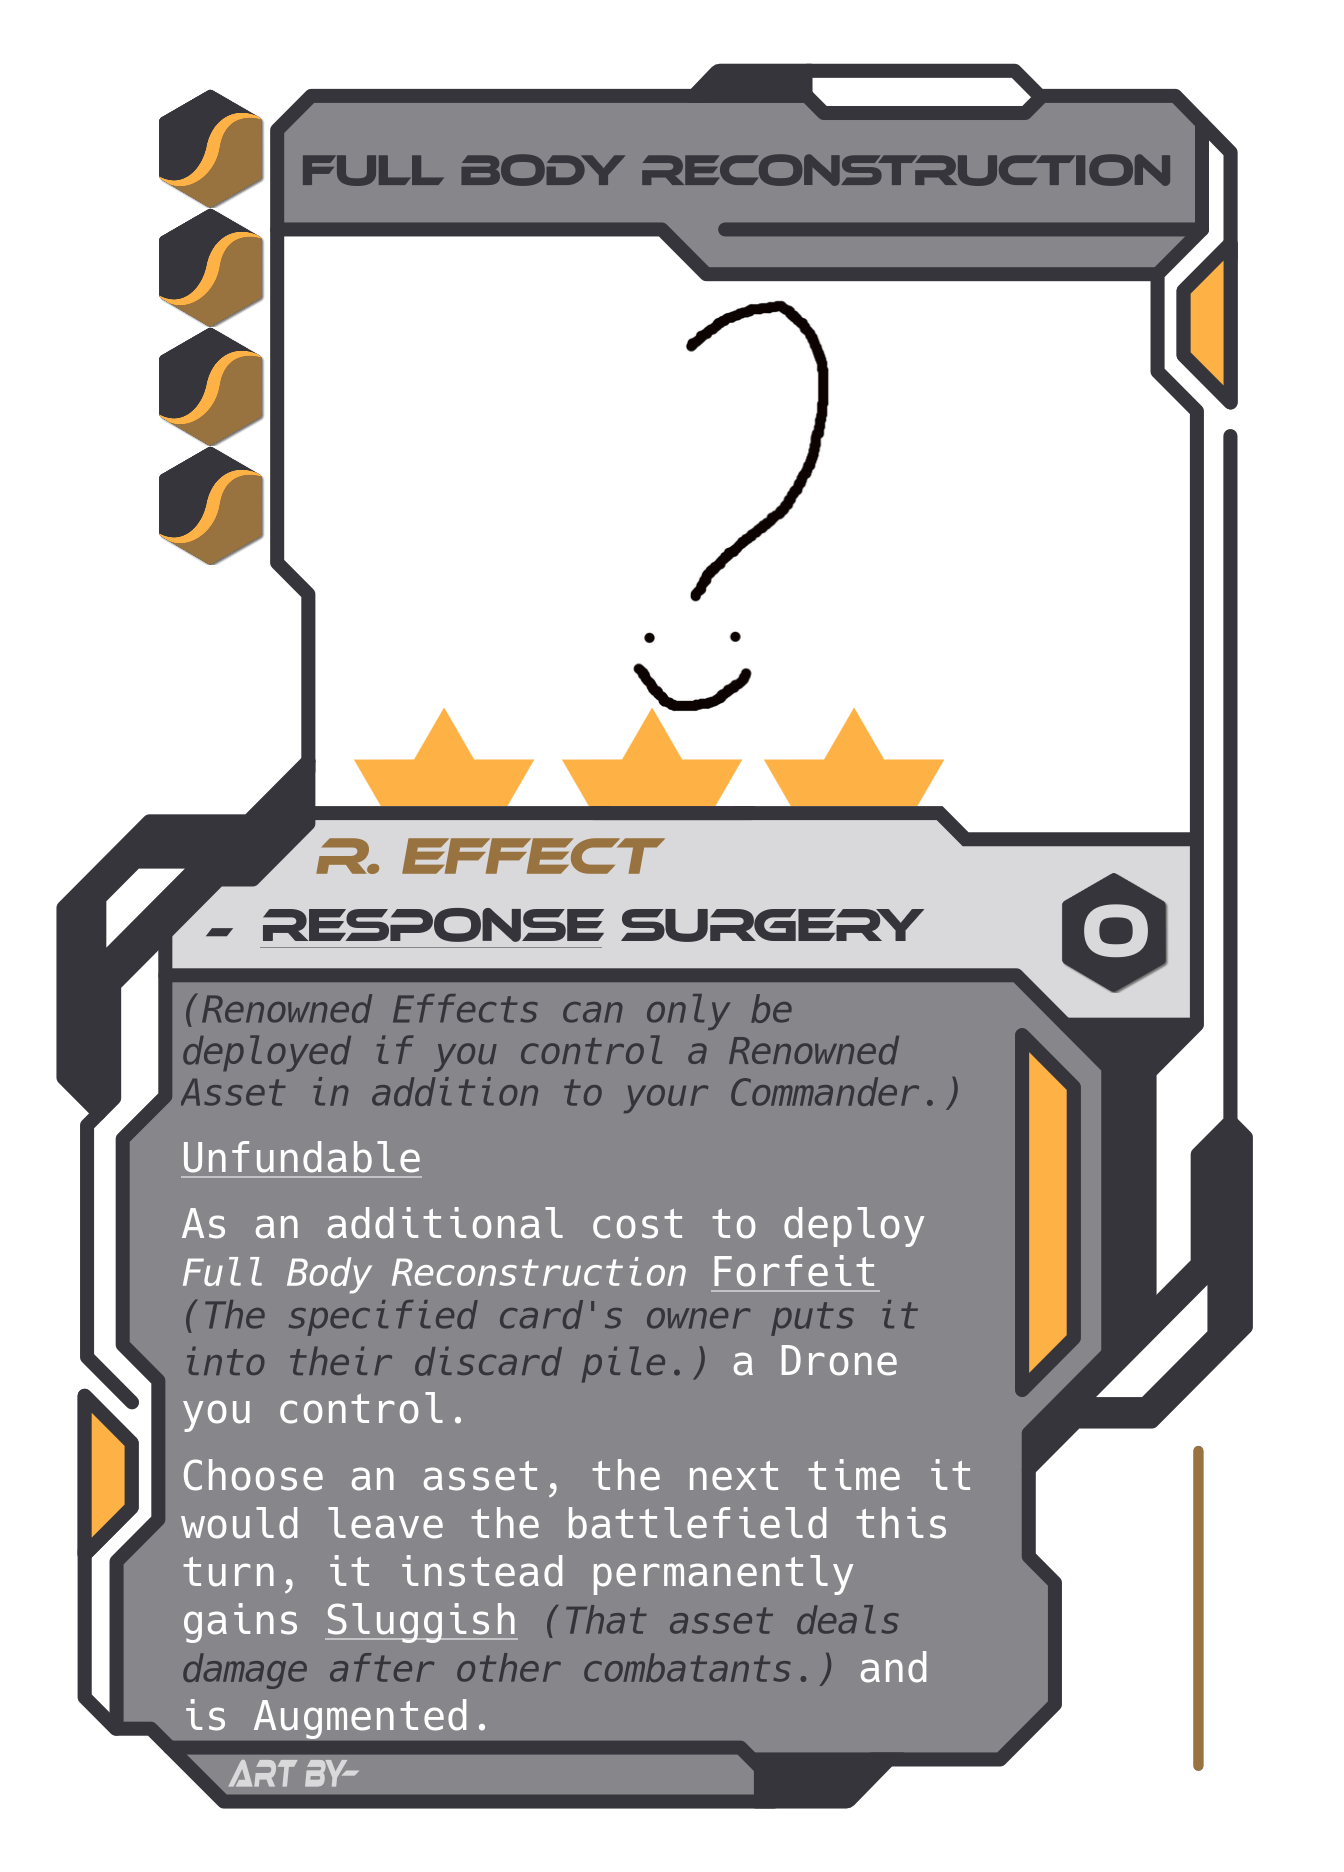 FULL BODY RECONSTRUCTION
?
R. EFFECT
- RESPONSE SURGERY
0
(Renowned Effects can only be
deployed if you control a Renowned
Asset in addition to your Commander.)
Unfundable
As an additional cost to deploy
Full Body Reconstruction Forfeit
(The specified card's owner puts it
into their discard pile.) a Drone
you control.
Choose an asset, the next time it
would leave the battlefield this
turn, it instead permanently
gains Sluggish (That asset deals
damage after other combatants.) and
is Augmented.
ART BY-